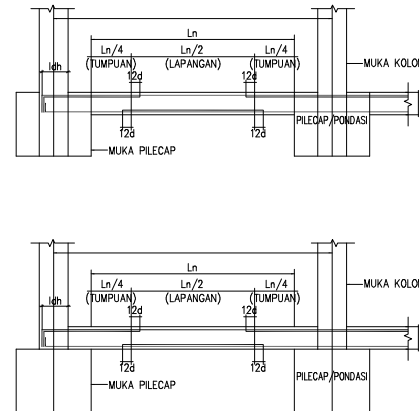 Ln
Ln/4 Ln/2 Ln/4
(TUMPUAN) (LAPANGAN) (TUMPUAN)
MUKA KOLOM
ldh
12d 12d
PILECAP/PONDASI
12d 12d
MUKA PILECAP
Ln
Ln/4 Ln/2 Ln/4
(TUMPUAN) (LAPANGAN) (TUMPUAN)
MUKA KOLOM
ldh
12d 12d
12d 12d
MUKA PILECAP
PILECAP/PONDASI